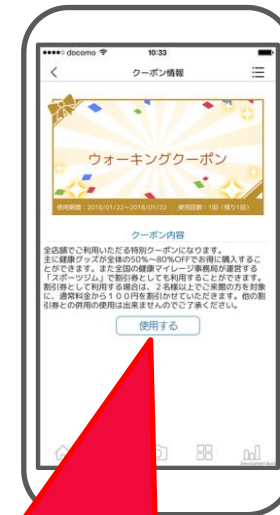 docomo 10:33
クーポン情報
ウォーキングクーポン
使用期間：2018/01/22～2018/01/22 使用回数：1回（残り1回）
クーポン内容
全店舗でご利用いただける特別クーポンになります。
主に健康グッズが全体の50%～80%OFFでお得に購入するこ
とができます。また全国の健康マイレージ事務局が運営する
「スポーツジム」で割引券としても利用することができます。
割引券として利用する場合は、2名様以上でご来館の方を対象
に、通常料金から１００円を割引かせていただきます。他の割
引券との併用の使用は出来ませんのでご了承ください。
使用する